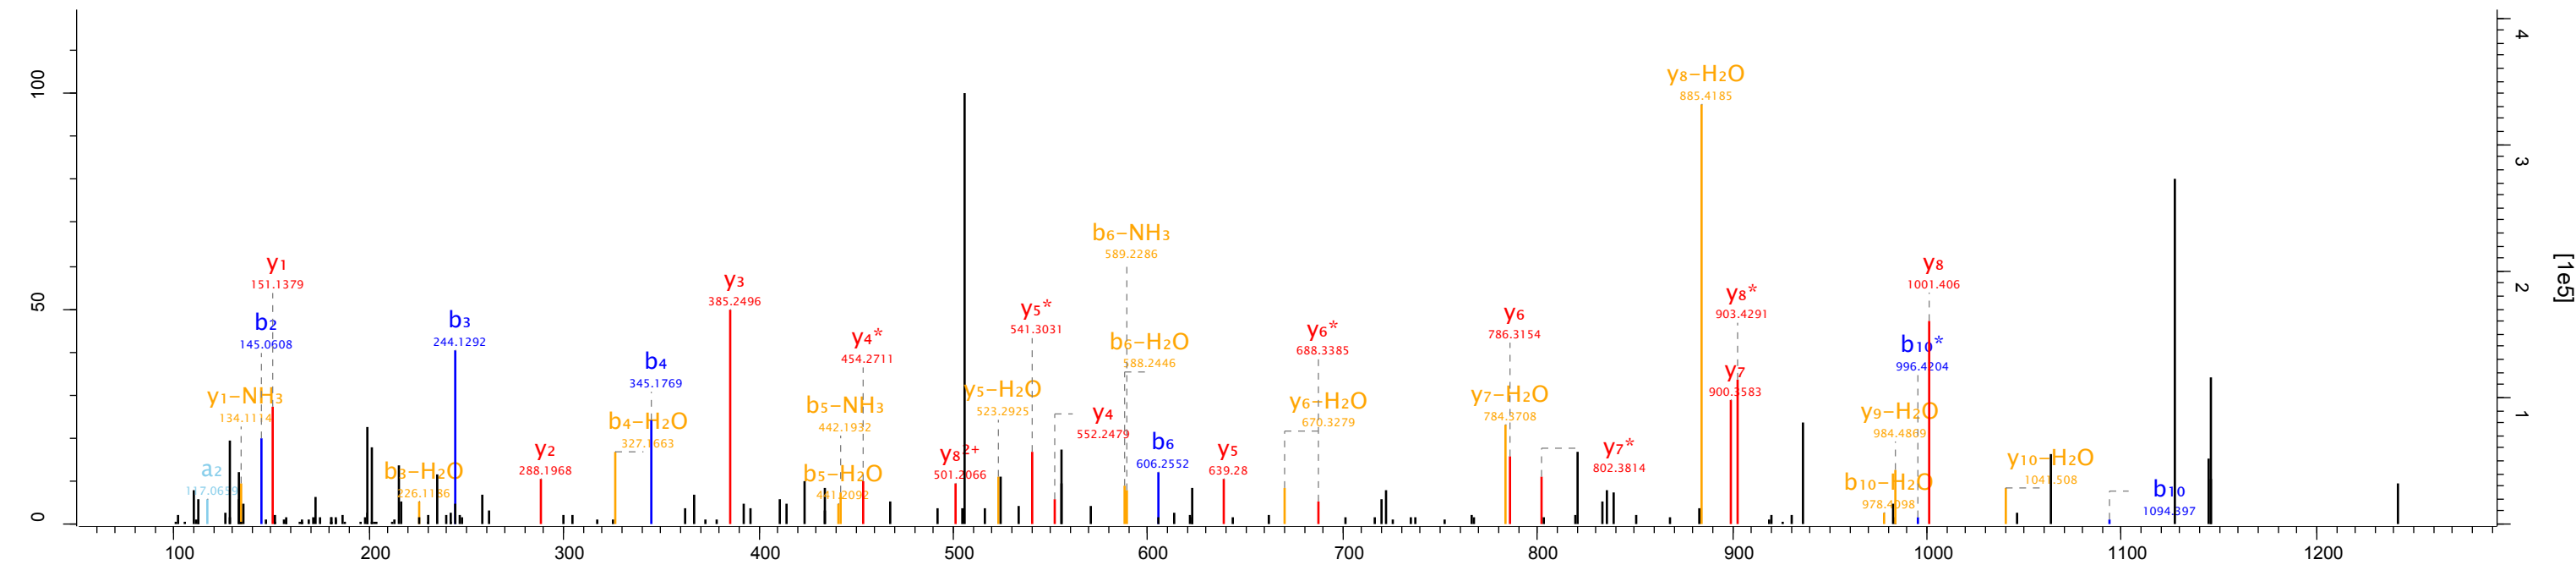 y8–H2O
885.4185
b6–NH3
589.2286
y1
151.1379
y8
1001.406
y3
385.2496
y8*
903.4291
y5*
541.3031
y6
786.3154
b2
145.0608
b3
244.1292
y6*
688.3385
y4*
454.2711
b6–H2O
588.2446
b10*
996.4204
b4
345.1769
y7
900.3583
y1–NH3
134.1114
y5–H2O
523.2925
y7–H2O
784.3708
b5–NH3
442.1932
y6–H2O
670.3279
y4
552.2479
y9–H2O
984.4869
b4–H2O
327.1663
y2
288.1968
y8 2+
501.2066
b6
606.2552
y5
639.28
y7*
802.3814
y10–H2O
1041.508
a2
117.0659
b3–H2O
226.1186
b5–H2O
441.2092
b10–H2O
978.4098
b10
1094.397
100
50
0
4
3
2
1
[1e5]
100 200 300 400 500 600 700 800 900 1000 1100 1200